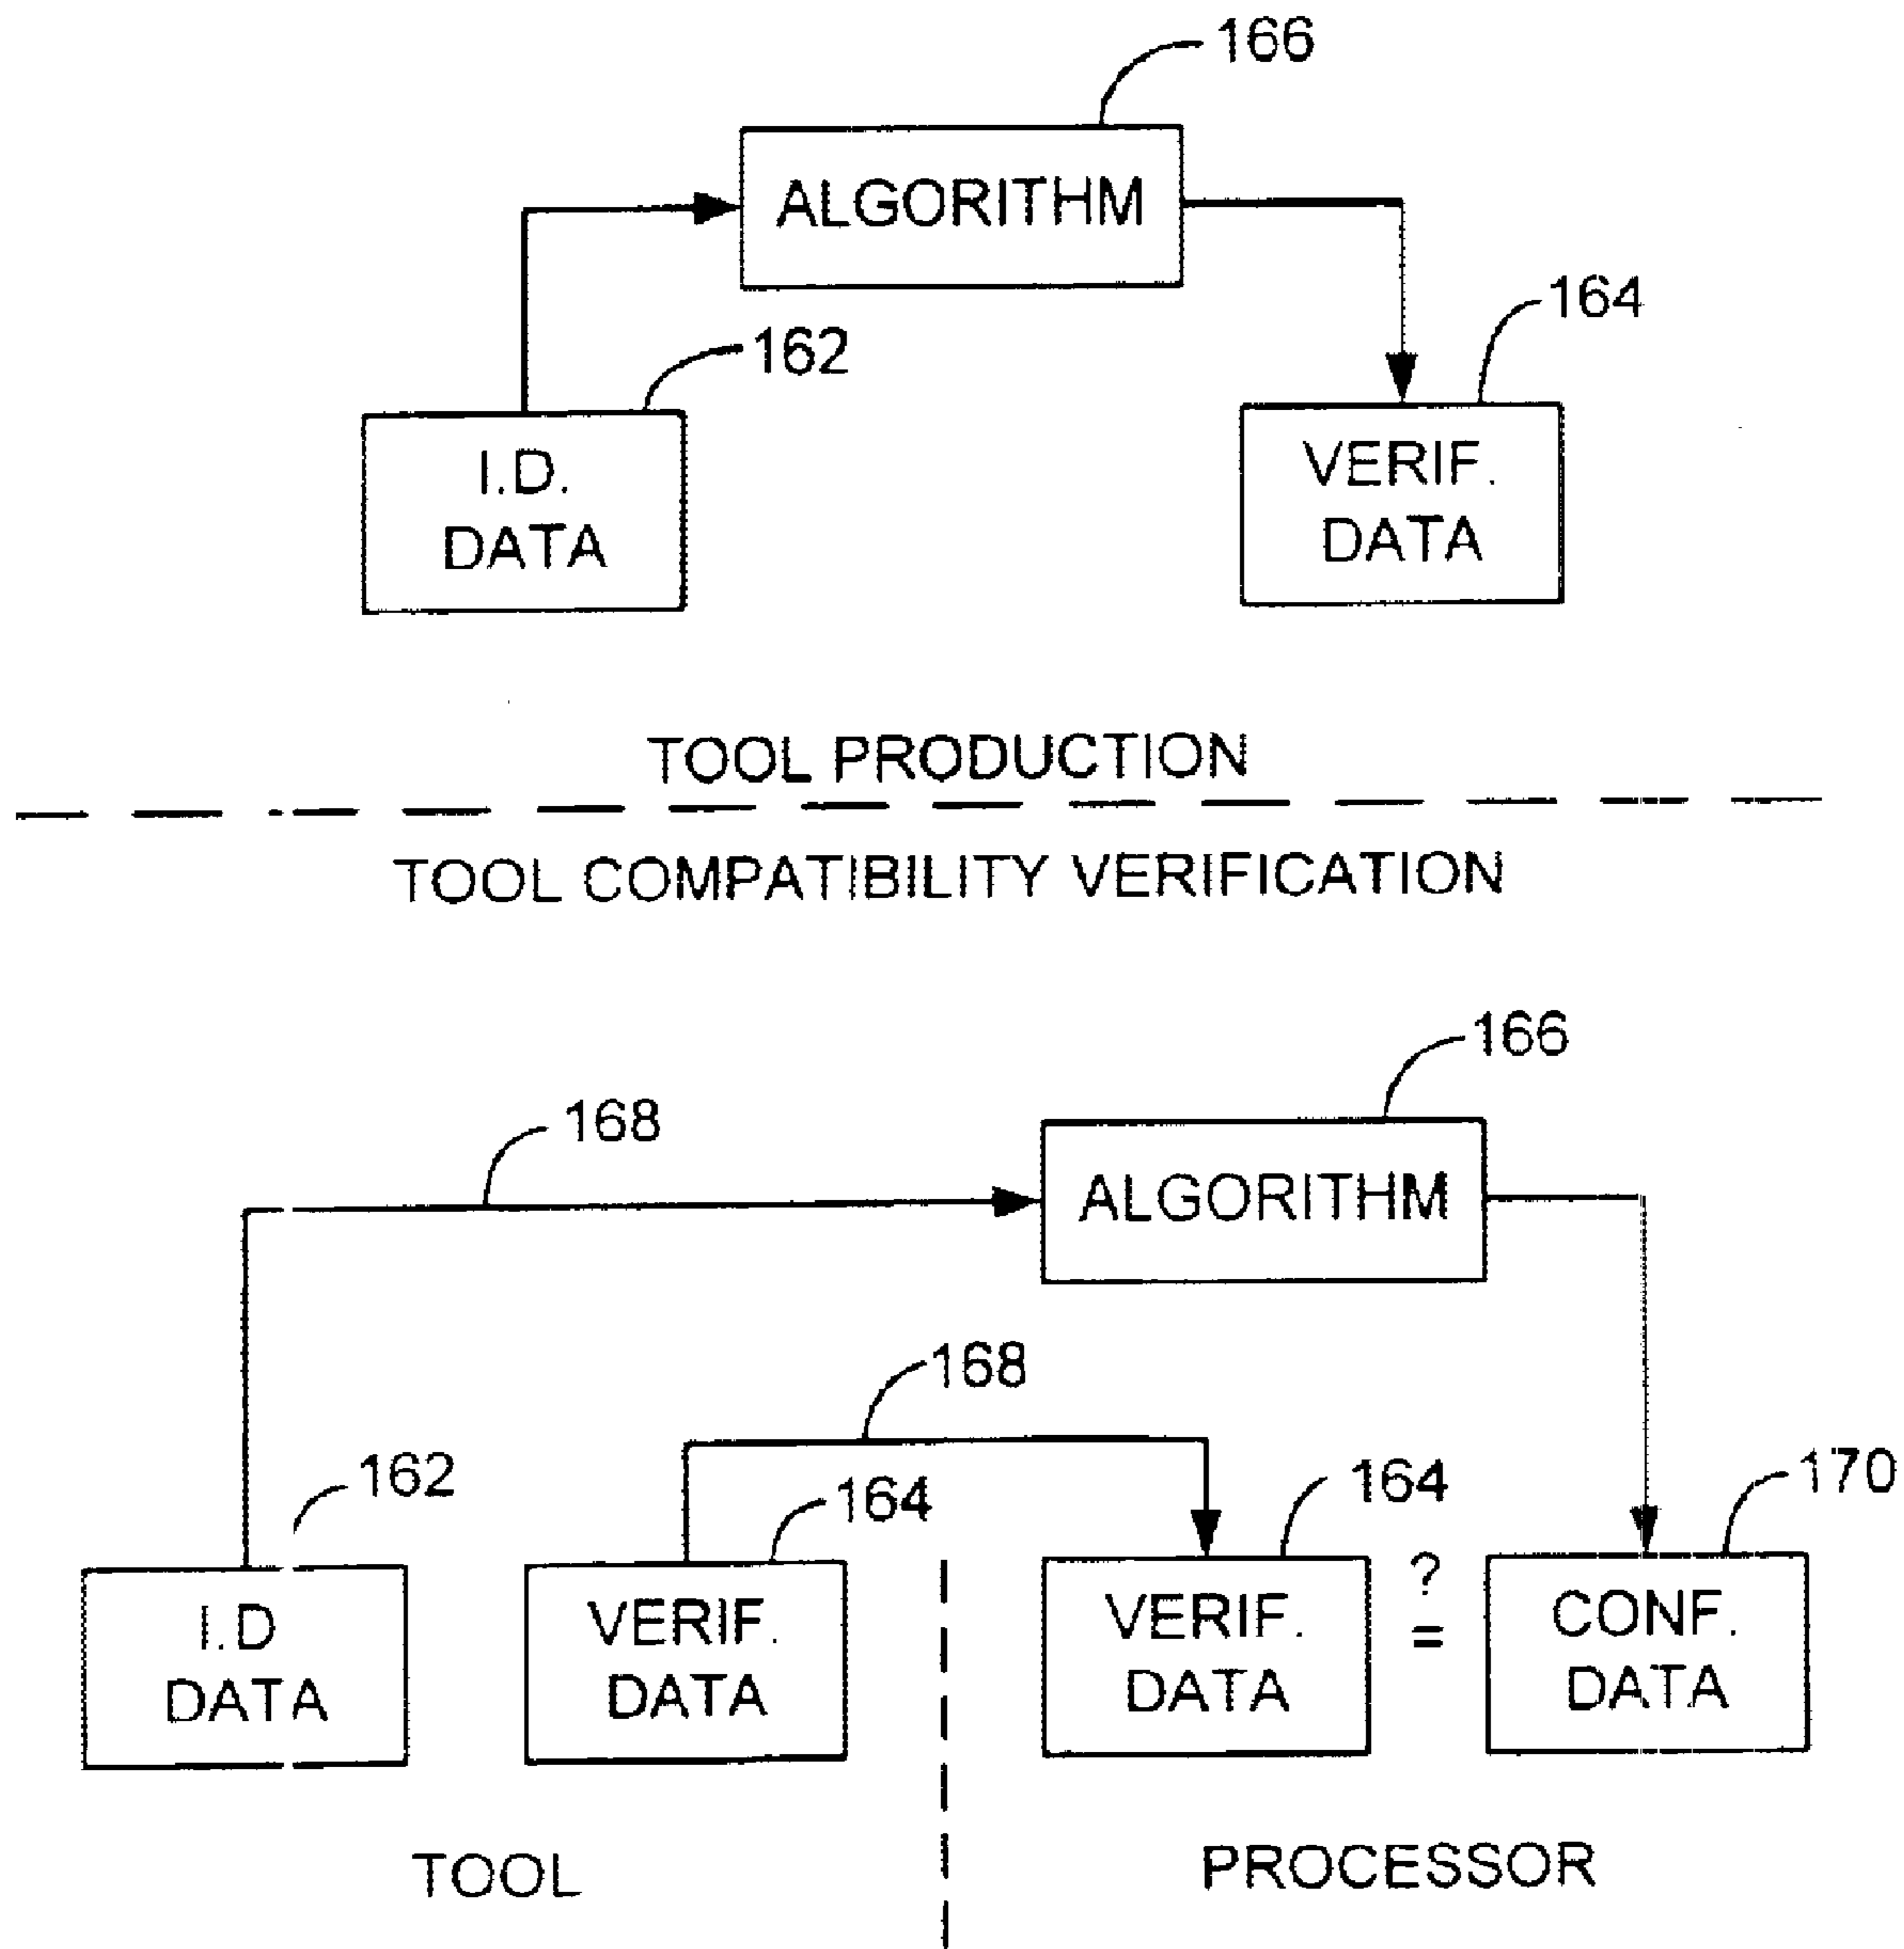 166
ALGORITHM
164
162
I.D.
DATA
VERIF.
DATA
TOOL PRODUCTION
TOOL COMPATIBILITY VERIFICATION
166
168
ALGORITHM
168
162
164
164
170
I.D
DATA
VERIF.
DATA
VERIF.
DATA
?
=
CONF.
DATA
TOOL
PROCESSOR